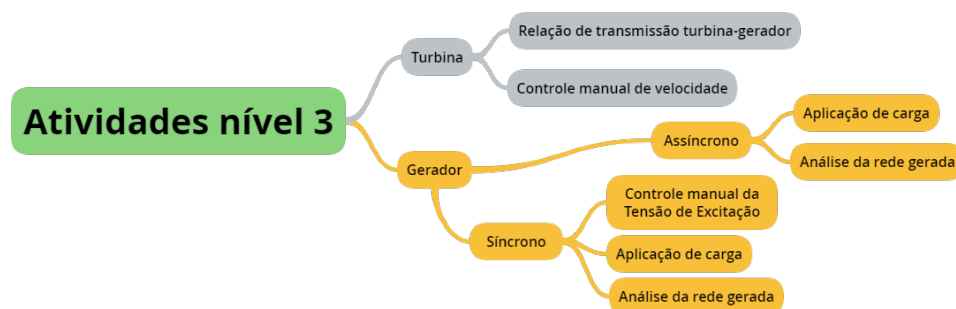 Atividades nível 3
Turbina
Relação de transmissão turbina-gerador
Controle manual de velocidade
Gerador
Assíncrono
Aplicação de carga
Análise da rede gerada
Síncrono
Controle manual da
Tensão de Excitação
Aplicação de carga
Análise da rede gerada